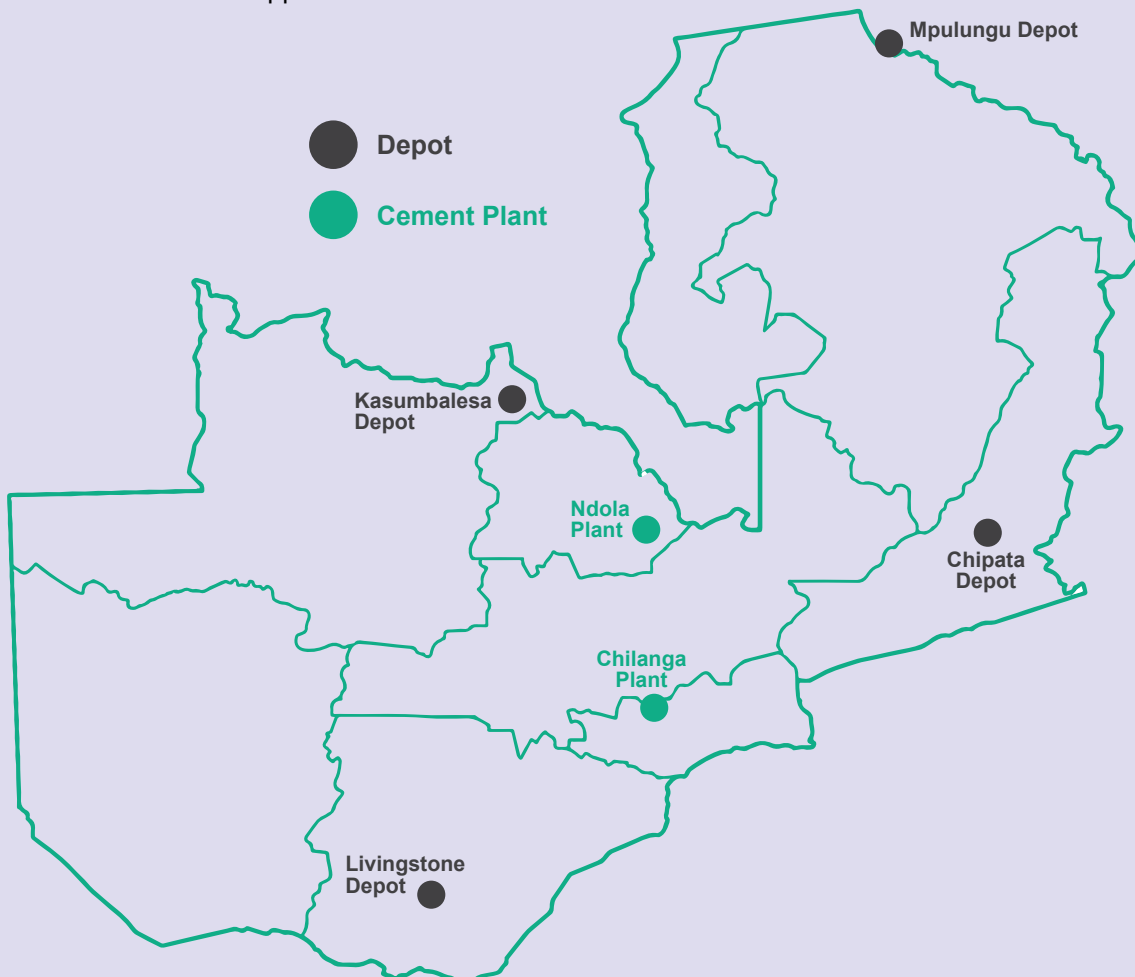 Mpulungu Depot
Depot
Cement Plant
Kasumbalesa
Depot
Ndola
Plant
Chipata
Depot
Chilanga
Plant
Livingstone
Depot